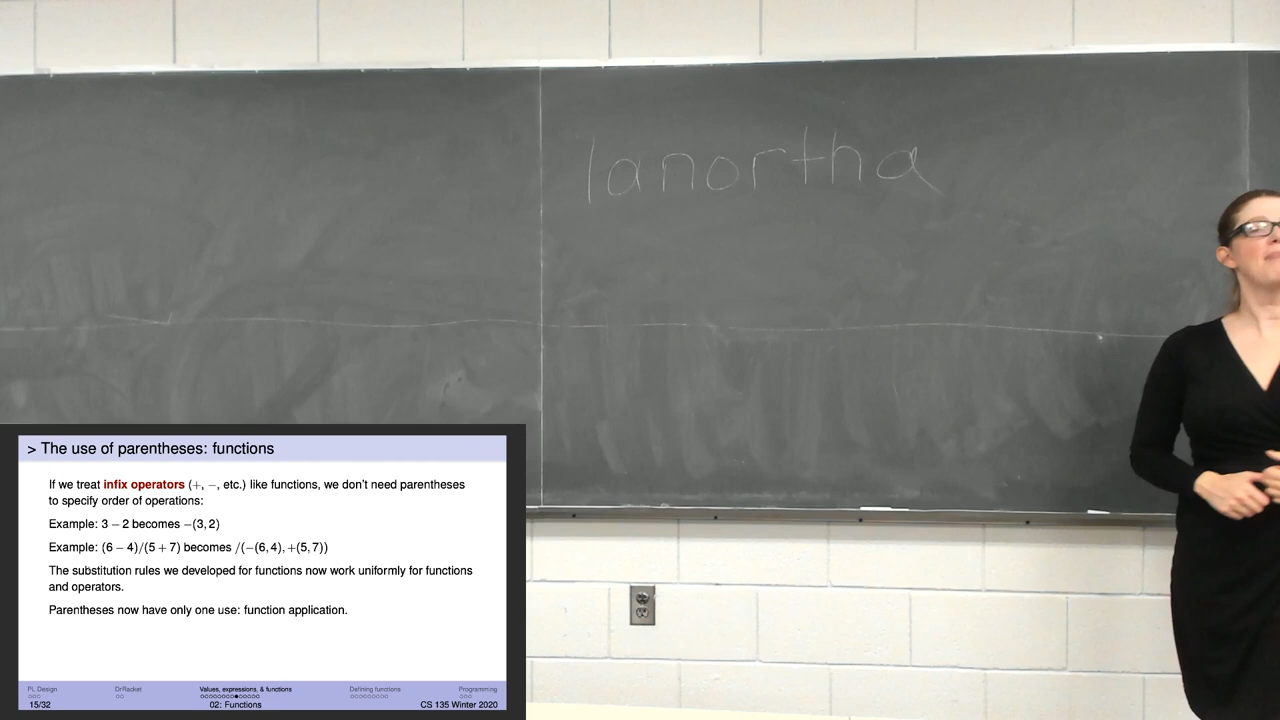 lanortha
> The use of parentheses: functions
If we treat infix operators (+, −, etc.) like functions, we don't need parentheses
to specify order of operations:
Example: 3 − 2 becomes −(3, 2)
Example: (6 − 4)/(5 + 7) becomes /(−(6, 4), +(5, 7))
The substitution rules we developed for functions now work uniformly for functions
and operators.
Parentheses now have only one use: function application.
PL Design DrRacket Values, expressions, & functions Defining functions Programming
15/32 02: Functions CS 135 Winter 2020